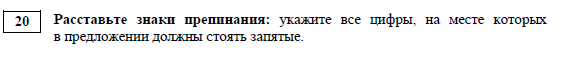 20 Расставьте знаки препинания: укажите все цифры, на месте которых
в предложении должны стоять запятые.